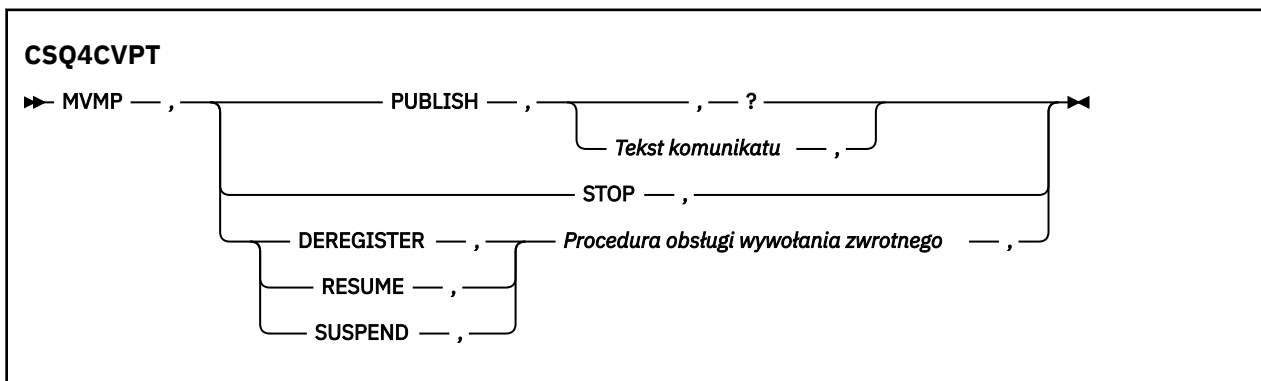 CSQ4CVPT
MVMP , PUBLISH , , ?
Tekst komunikatu ,
STOP ,
DEREGISTER , Procedura obsługi wywołania zwrotnego ,
RESUME ,
SUSPEND ,